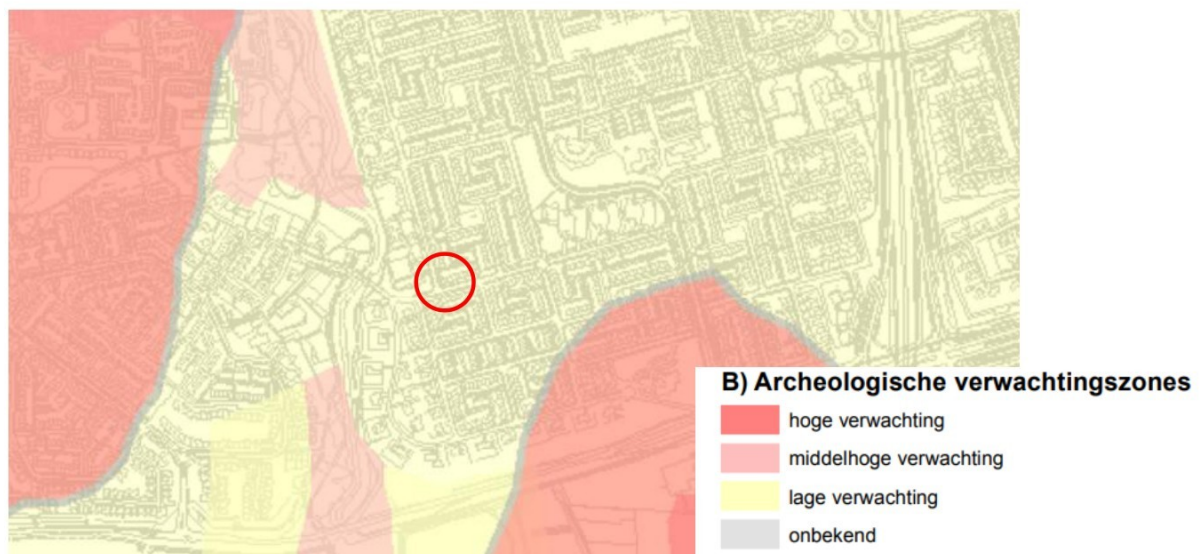 B) Archeologische verwachtingszones
hoge verwachting
middelhoge verwachting
lage verwachting
onbekend